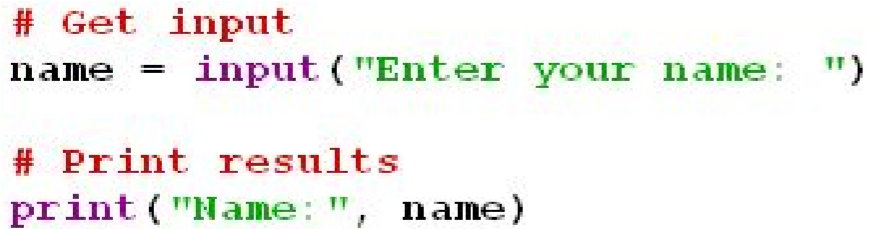 # Get input
name = input("Enter your name: ")
# Print results
print("Name:", name)